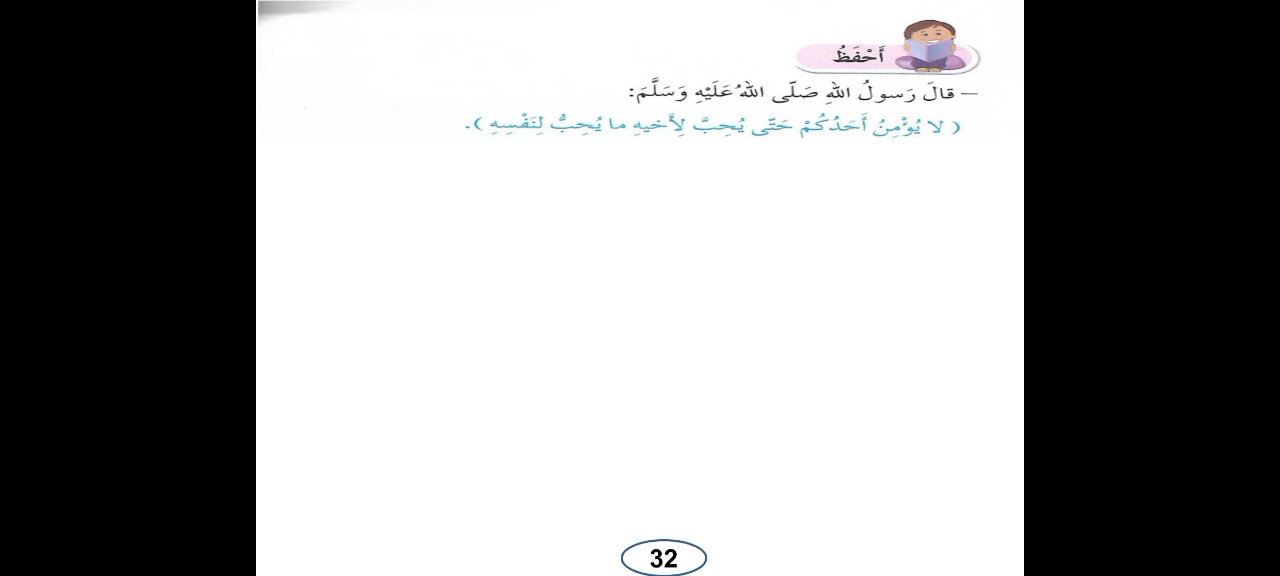 أَحْفَظُ
– قالَ رَسولُ اللهِ صَلّى اللهُ عَلَيْهِ وَسَلَّمَ:
( لا يُؤْمِنُ أَحَدُكُمْ حَتّى يُحِبَّ لِأَخيهِ ما يُحِبُّ لِنَفْسِهِ ).
32